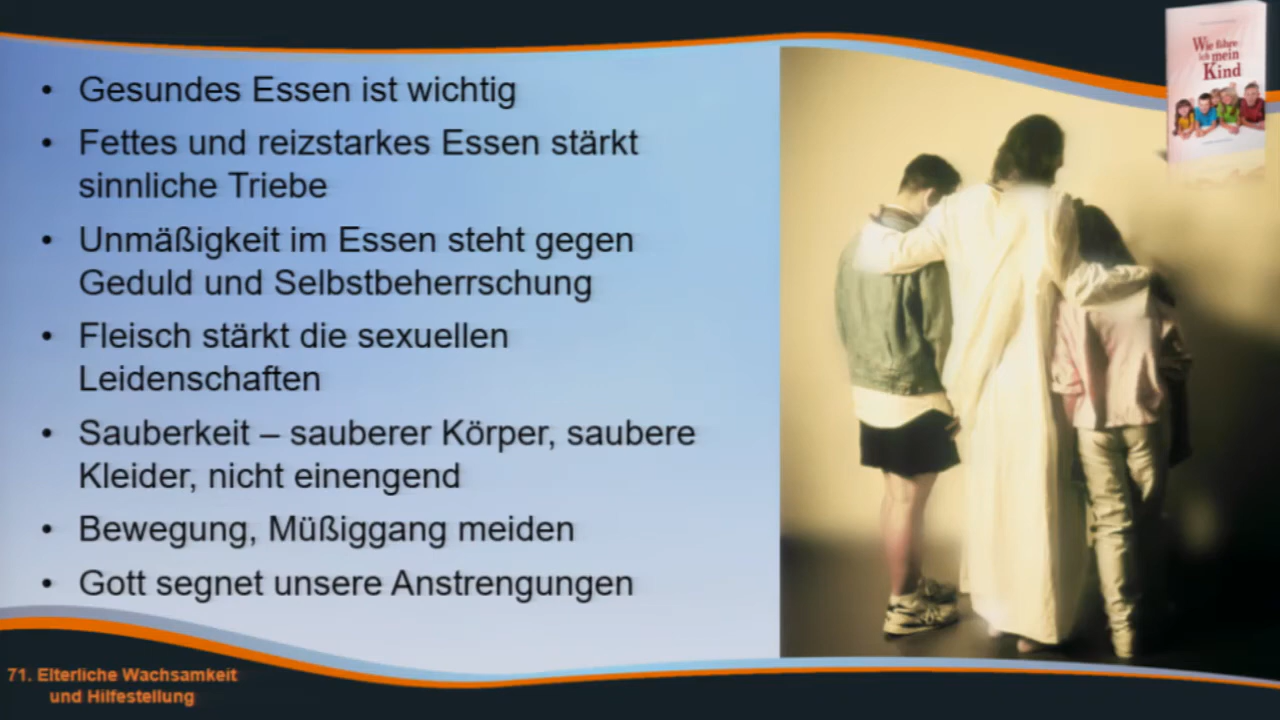 • Gesundes Essen ist wichtig
• Fettes und reizstarkes Essen stärkt
sinnliche Triebe
• Unmäßigkeit im Essen steht gegen
Geduld und Selbstbeherrschung
• Fleisch stärkt die sexuellen
Leidenschaften
• Sauberkeit – sauberer Körper, saubere
Kleider, nicht einengend
• Bewegung, Müßiggang meiden
• Gott segnet unsere Anstrengungen
Wie führe
ich mein
Kind
71. Elterliche Wachsamkeit
und Hilfestellung